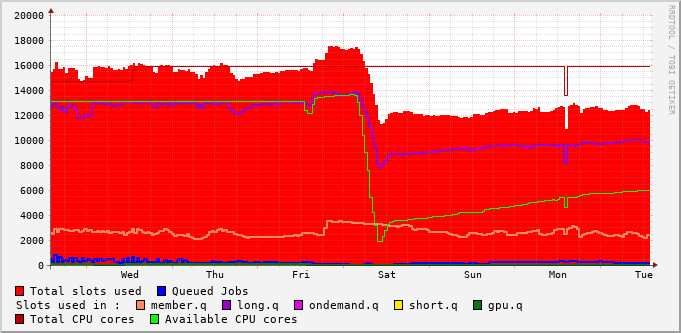 20000
18000
16000
14000
12000
10000
8000
6000
4000
2000
0
Wed Thu Fri Sat Sun Mon Tue
Total slots used Queued Jobs
Slots used in : member.q long.q ondemand.q short.q gpu.q
Total CPU cores Available CPU cores
RRDTOOL / TOBI OETIKER